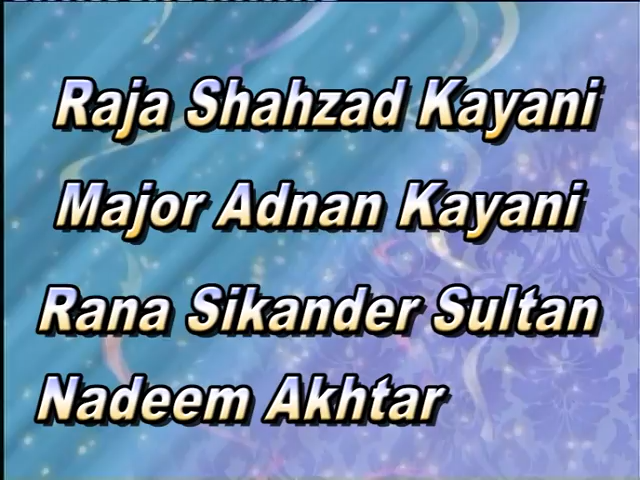 Raja Shahzad Kayani
Major Adnan Kayani
Rana Sikander Sultan
Nadeem Akhtar